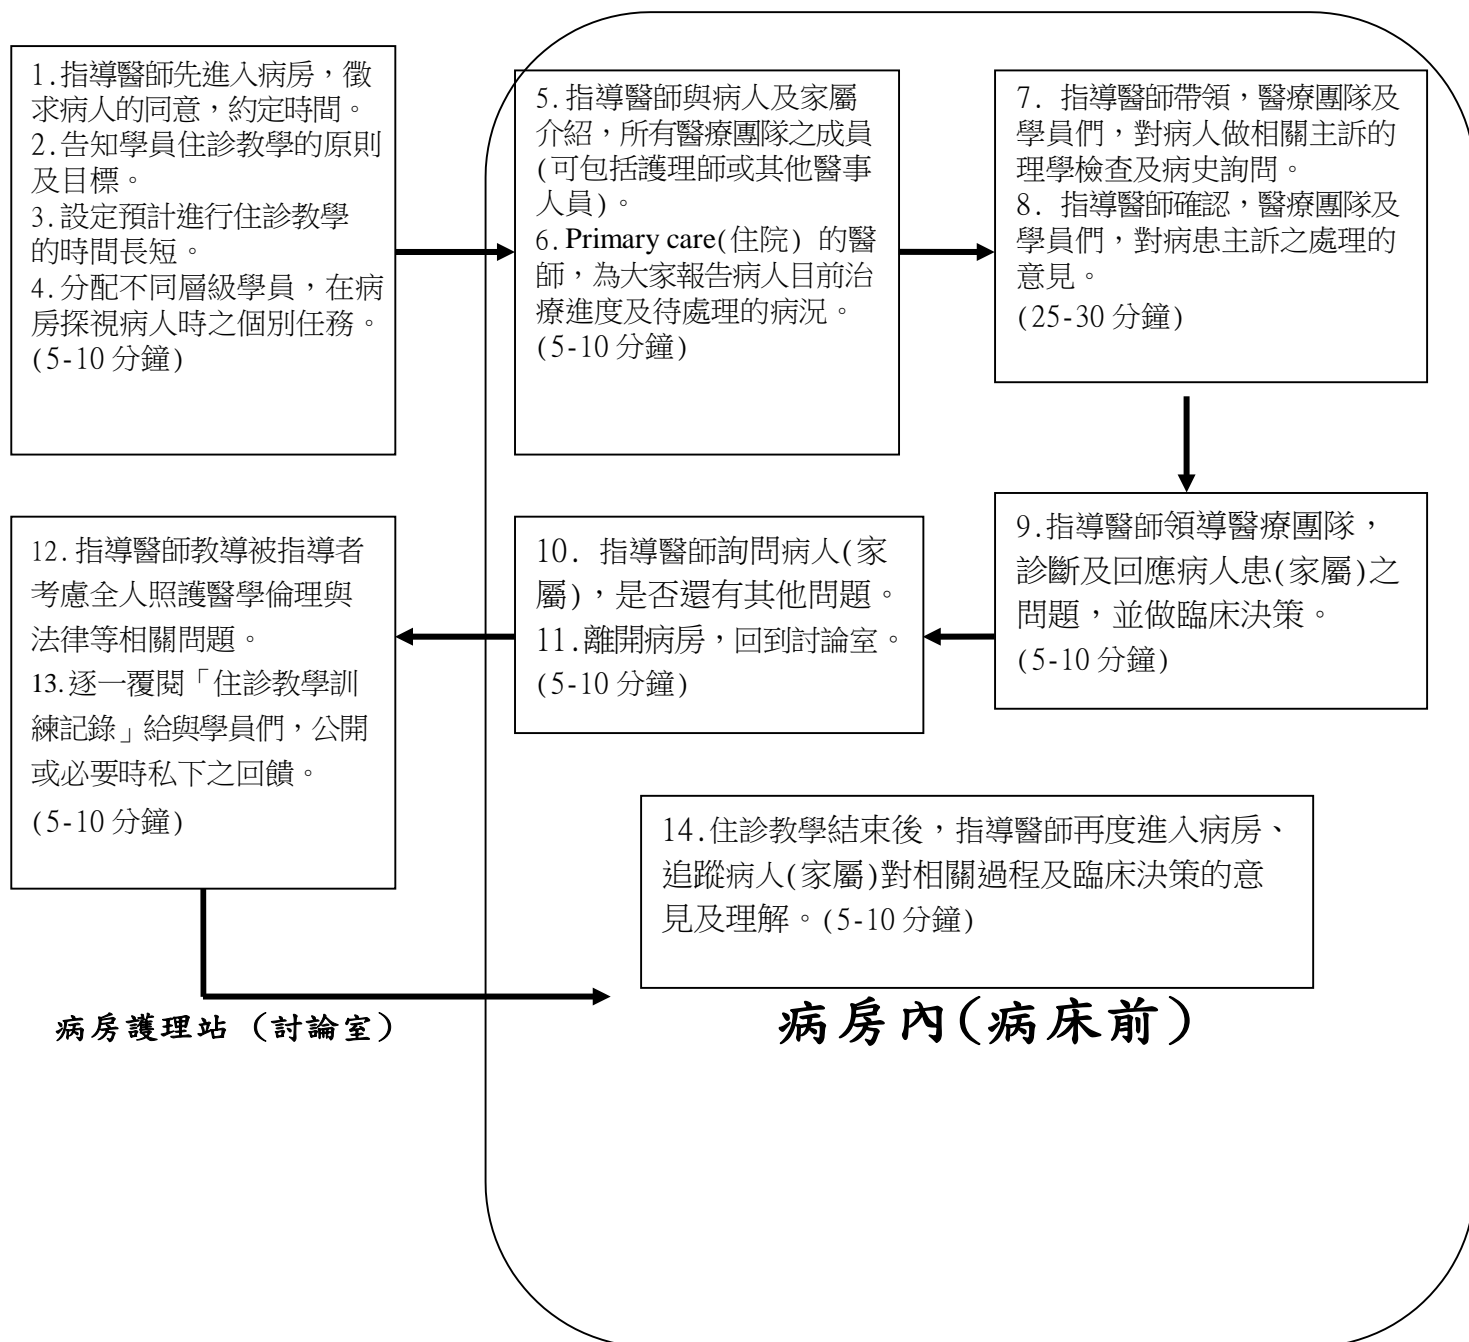 1.指導醫師先進入病房，徵
求病人的同意，約定時間。
2.告知學員住診教學的原則
及目標。
3.設定預計進行住診教學
的時間長短。
4.分配不同層級學員，在病
房探視病人時之個別任務。
(5-10 分鐘)
5.指導醫師與病人及家屬
介紹，所有醫療團隊之成員
(可包括護理師或其他醫事
人員)。
6.Primary care(住院) 的醫
師，為大家報告病人目前治
療進度及待處理的病況。
(5-10 分鐘)
7. 指導醫師帶領，醫療團隊及
學員們，對病人做相關主訴的
理學檢查及病史詢問。
8. 指導醫師確認，醫療團隊及
學員們，對病患主訴之處理的
意見。
(25-30 分鐘)
9.指導醫師領導醫療團隊，
診斷及回應病人患(家屬)之
問題，並做臨床決策。
(5-10 分鐘)
10. 指導醫師詢問病人(家
屬)，是否還有其他問題。
11.離開病房，回到討論室。
(5-10 分鐘)
12.指導醫師教導被指導者
考慮全人照護醫學倫理與
法律等相關問題。
13.逐一覆閱「住診教學訓
練記錄」給與學員們，公開
或必要時私下之回饋。
(5-10 分鐘)
14.住診教學結束後，指導醫師再度進入病房、
追蹤病人(家屬)對相關過程及臨床決策的意
見及理解。(5-10 分鐘)
病房護理站 (討論室)
病房內(病床前)